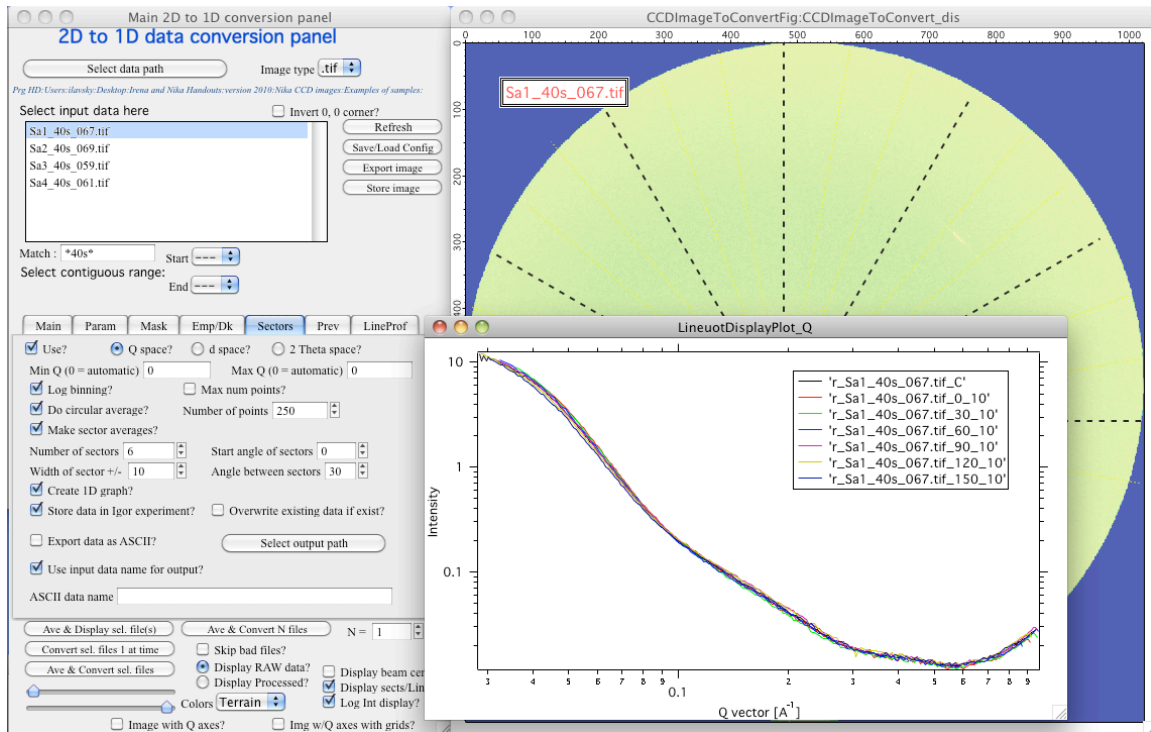 Main 2D to 1D conversion panel
2D to 1D data conversion panel
Select data path
Image type .tif
Prg HD:Users:ilavsky:Desktop:Irena and Nika Handouts:version 2010:Nika CCD images:Examples of samples:
Select input data here
Invert 0, 0 corner?
Sa1_40s_067.tif
Sa2_40s_069.tif
Sa3_40s_059.tif
Sa4_40s_061.tif
Refresh
Save/Load Config
Export image
Store image
Match : *40s*
Start ---
Select contiguous range:
End ---
Main Param Mask Emp/Dk Sectors Prev LineProf
Use? Q space? d space? 2 Theta space?
Min Q (0 = automatic) 0 Max Q (0 = automatic) 0
Log binning? Max num points?
Do circular average? Number of points 250
Make sector averages?
Number of sectors 6 Start angle of sectors 0
Width of sector +/- 10 Angle between sectors 30
Create 1D graph?
Store data in Igor experiment? Overwrite existing data if exist?
Export data as ASCII? Select output path
Use input data name for output?
ASCII data name
Ave & Display sel. file(s) Ave & Convert N files N = 1
Convert sel. files 1 at time Skip bad files?
Ave & Convert sel. files Display RAW data? Display beam cer
Display Processed? Display sects/Lin
Colors Terrain Log Int display?
Image with Q axes? Img w/Q axes with grids?
CCDImageToConvertFig:CCDImageToConvert_dis
0 100 200 300 400 500 600 700 800 900 1000
0
100
200
300
400
Sa1_40s_067.tif
LineuotDisplayPlot_Q
'r_Sa1_40s_067.tif_C'
'r_Sa1_40s_067.tif_0_10'
'r_Sa1_40s_067.tif_30_10'
'r_Sa1_40s_067.tif_60_10'
'r_Sa1_40s_067.tif_90_10'
'r_Sa1_40s_067.tif_120_10'
'r_Sa1_40s_067.tif_150_10'
10
1
0.1
Intensity
3 4 5 6 7 8 9 0.1 2 3 4 5 6 7 8 9
Q vector [A⁻¹]